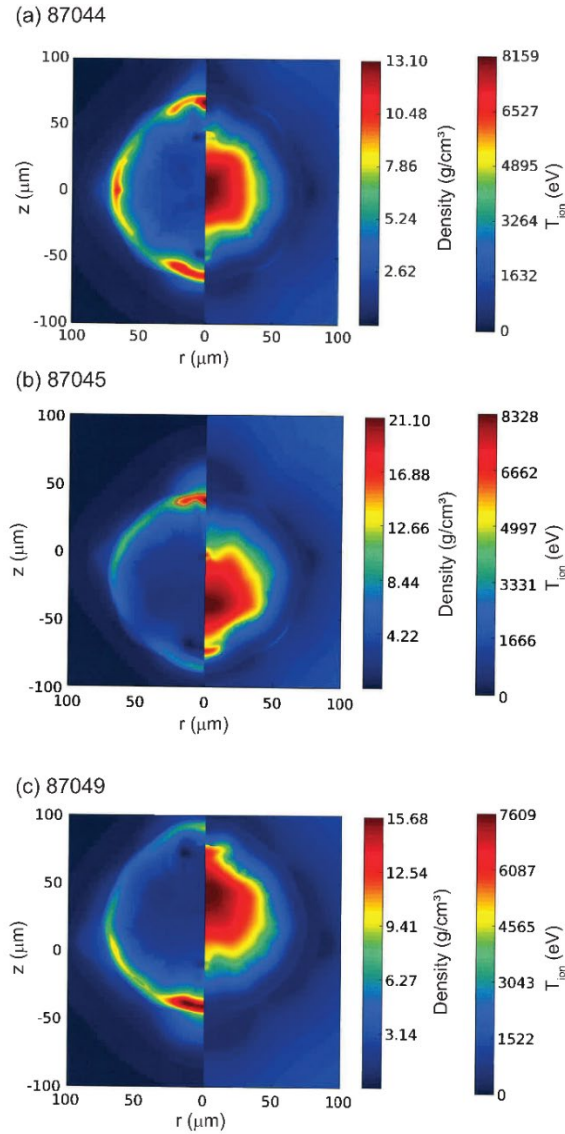 (a) 87044
100
50
0
-50
-100
z (μm)
100 50 0 50 100
r (μm)
13.10
10.48
7.86
5.24
2.62
Density (g/cm³)
8159
6527
4895
3264
1632
0
T_ion (eV)
(b) 87045
100
50
0
-50
-100
z (μm)
100 50 0 50 100
r (μm)
21.10
16.88
12.66
8.44
4.22
Density (g/cm³)
8328
6662
4997
3331
1666
0
T_ion (eV)
(c) 87049
100
50
0
-50
-100
z (μm)
100 50 0 50 100
r (μm)
15.68
12.54
9.41
6.27
3.14
Density (g/cm³)
7609
6087
4565
3043
1522
0
T_ion (eV)